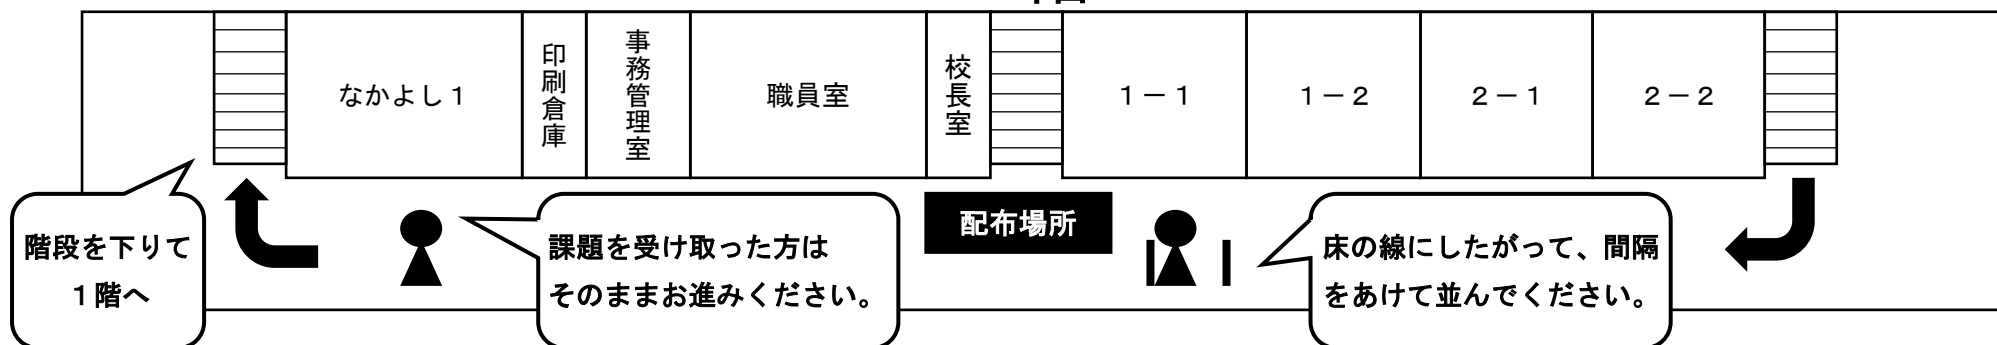 なかよし１
印刷倉庫
事務管理室
職員室
校長室
１－１
１－２
２－１
２－２
配布場所
階段を下りて
１階へ
課題を受け取った方は
そのままお進みください。
床の線にしたがって、間隔
をあけて並んでください。